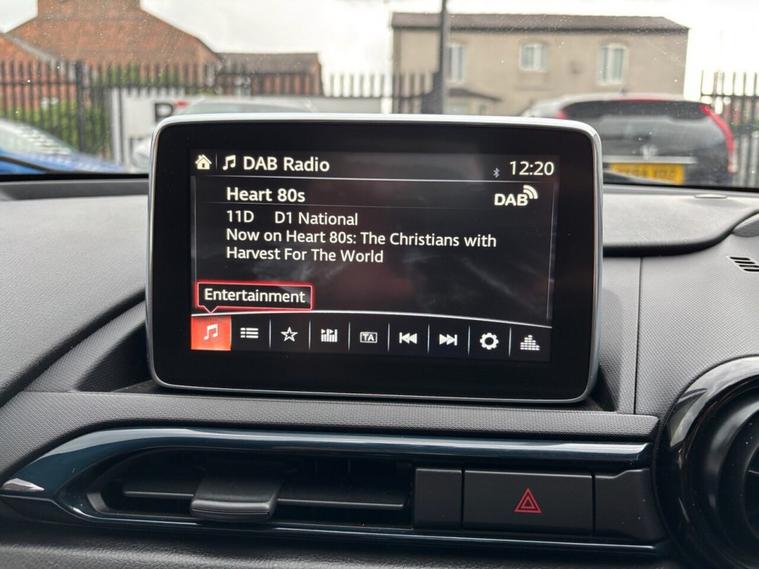 DAB Radio
12:20
Heart 80s
DAB
11D D1 National
Now on Heart 80s: The Christians with
Harvest For The World
Entertainment
TA